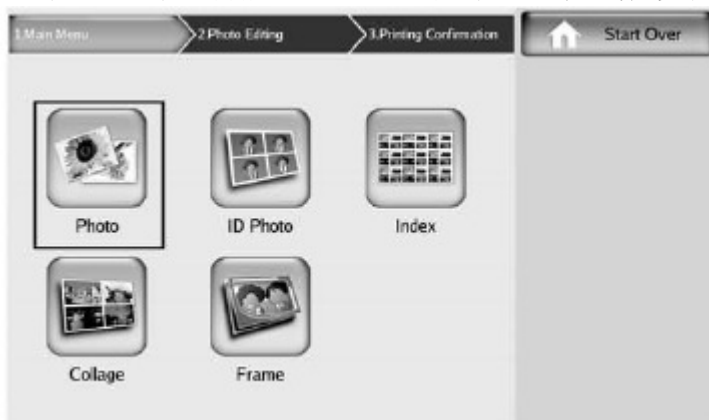 1.Main Menu
2.Photo Editing
3.Printing Confirmation
Start Over
Photo
ID Photo
Index
Collage
Frame